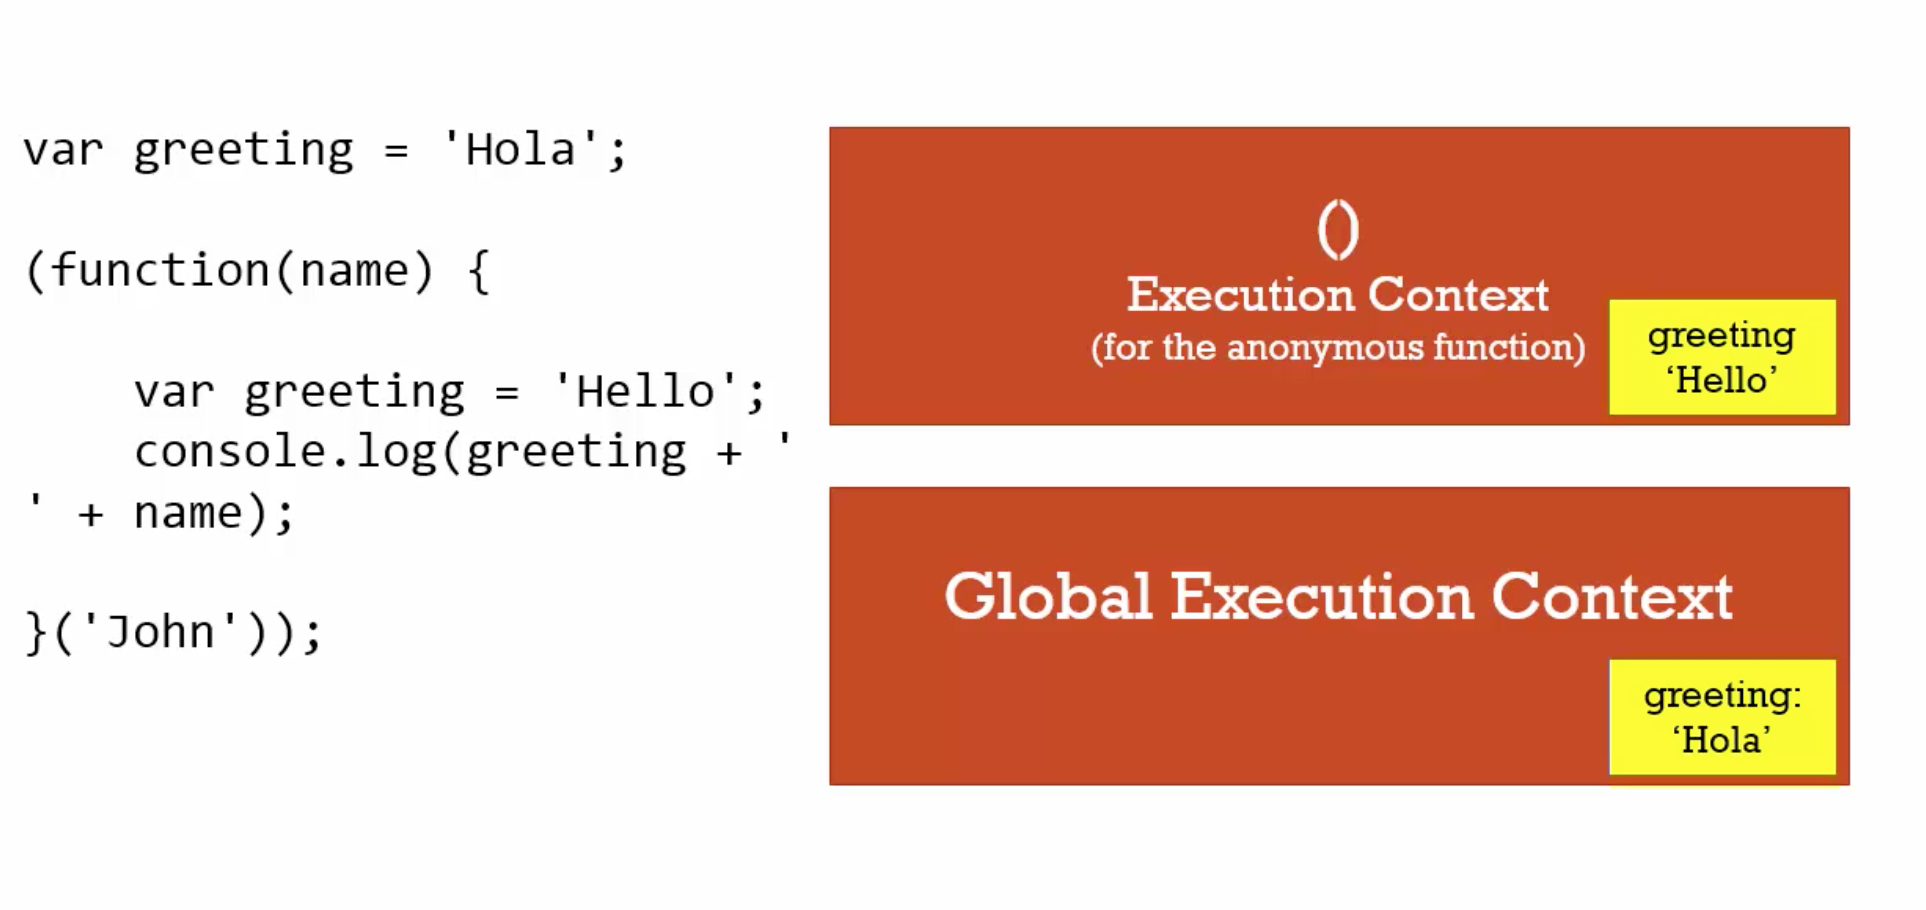 var greeting = 'Hola';
(function(name) {
var greeting = 'Hello';
console.log(greeting + '
' + name);
}('John'));
()
Execution Context
(for the anonymous function)
greeting
‘Hello’
Global Execution Context
greeting:
‘Hola’